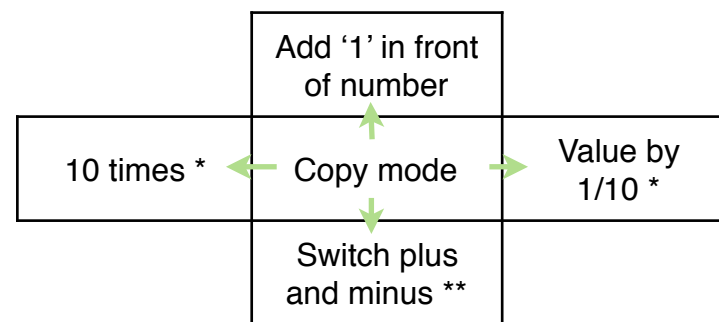 Add ‘1’ in front
of number
10 times *
Copy mode
Value by
1/10 *
Switch plus
and minus **